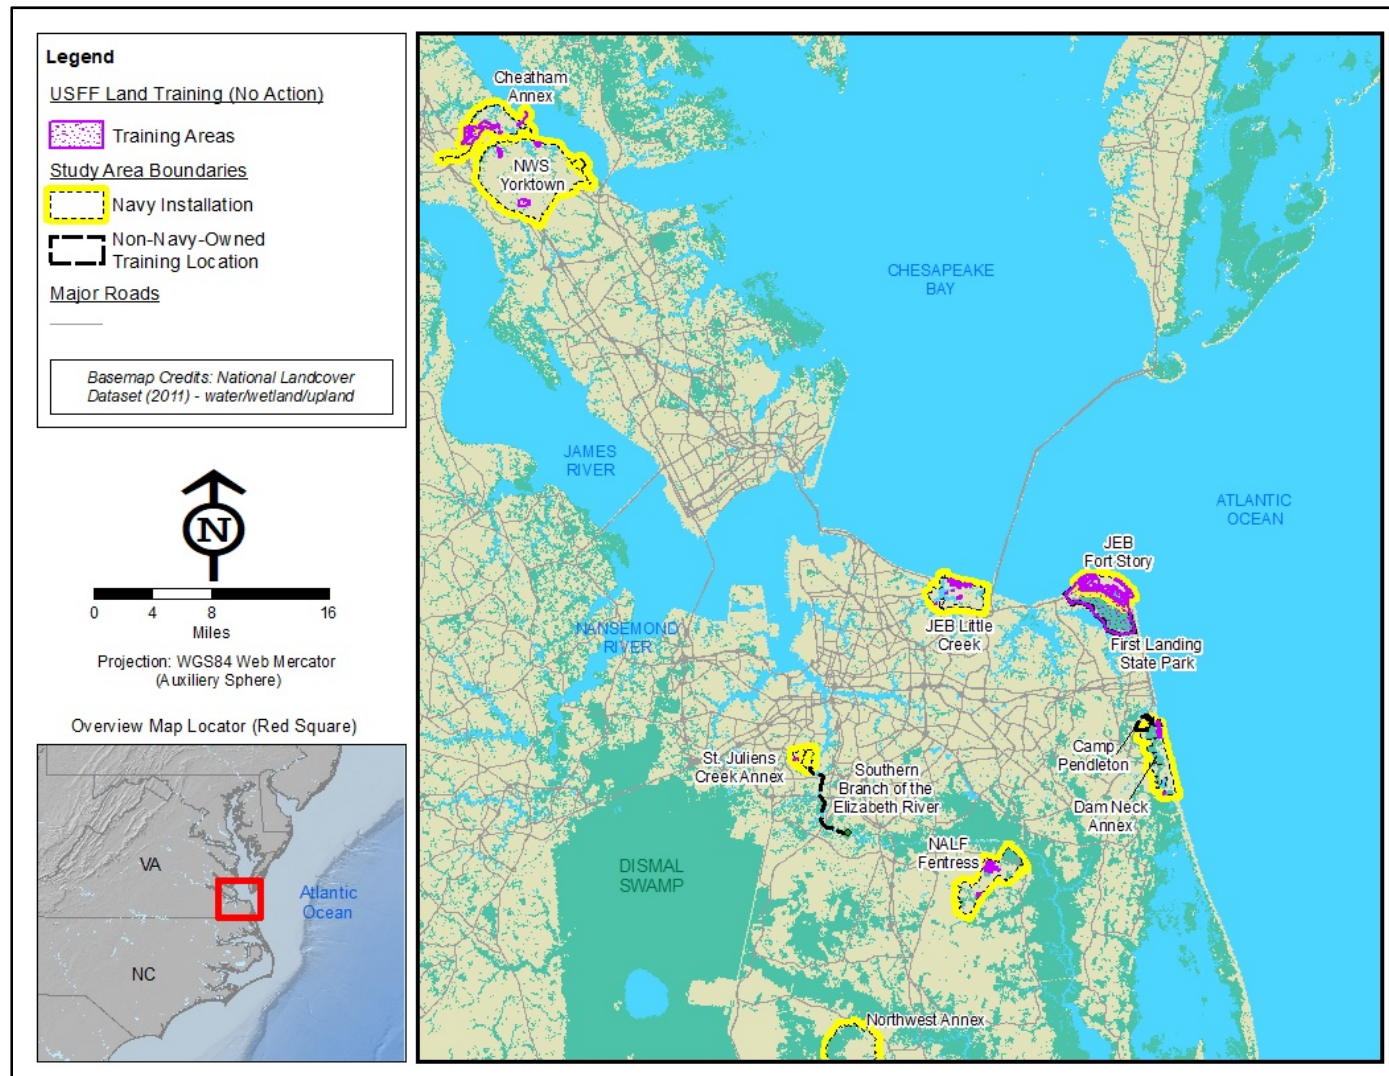 Legend
USFF Land Training (No Action)
Training Areas
Study Area Boundaries
Navy Installation
Non-Navy-Owned
Training Location
Major Roads
Basemap Credits: National Landcover
Dataset (2011) - water/wetland/upland
N
0 4 8 16
Miles
Projection: WGS84 Web Mercator
(Auxiliery Sphere)
Overview Map Locator (Red Square)
VA
NC
Atlantic
Ocean
Cheatham
Annex
NWS
Yorktown
CHESAPEAKE
BAY
JAMES
RIVER
ATLANTIC
OCEAN
JEB
Fort Story
NANSEMOND
RIVER
JEB Little
Creek
First Landing
State Park
St. Juliens
Creek Annex
Southern
Branch of the
Elizabeth River
Camp
Pendleton
Dam Neck
Annex
NALF
Fentress
DISMAL
SWAMP
Northwest Annex